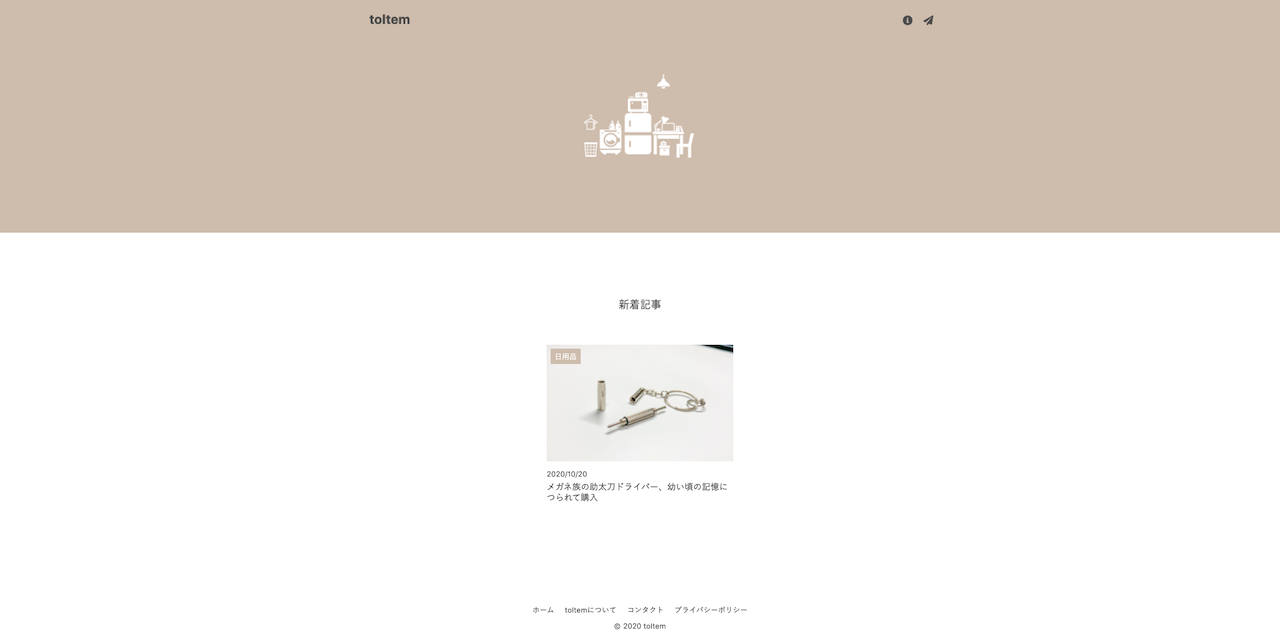 toItem
新着記事
日用品
2020/10/20
メガネ族の助太刀ドライバー、幼い頃の記憶に
つられて購入
ホーム toItemについて コンタクト プライバシーポリシー
© 2020 toItem